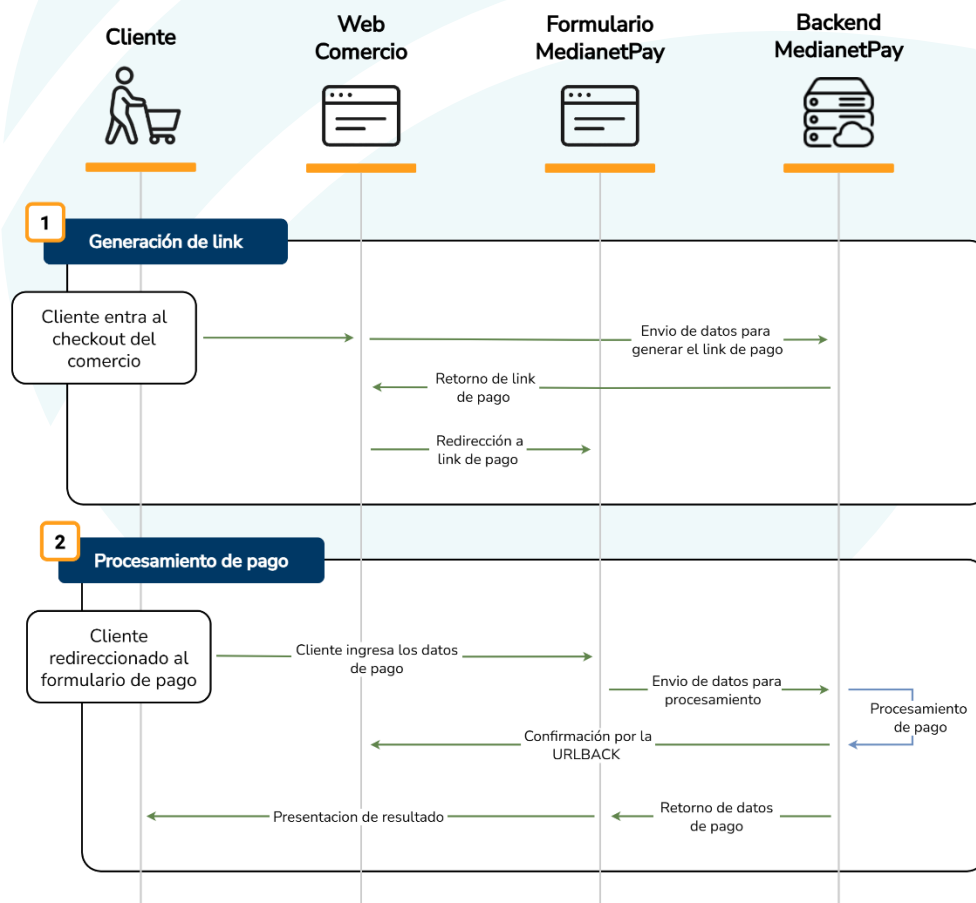 Cliente
Web
Comercio
Formulario
MedianetPay
Backend
MedianetPay
1
Generación de link
Cliente entra al
checkout del
comercio
Envio de datos para
generar el link de pago
Retorno de link
de pago
Redirección a
link de pago
2
Procesamiento de pago
Cliente
redireccionado al
formulario de pago
Cliente ingresa los datos
de pago
Envio de datos para
procesamiento
Procesamiento
de pago
Confirmación por la
URLBACK
Retorno de datos
de pago
Presentacion de resultado